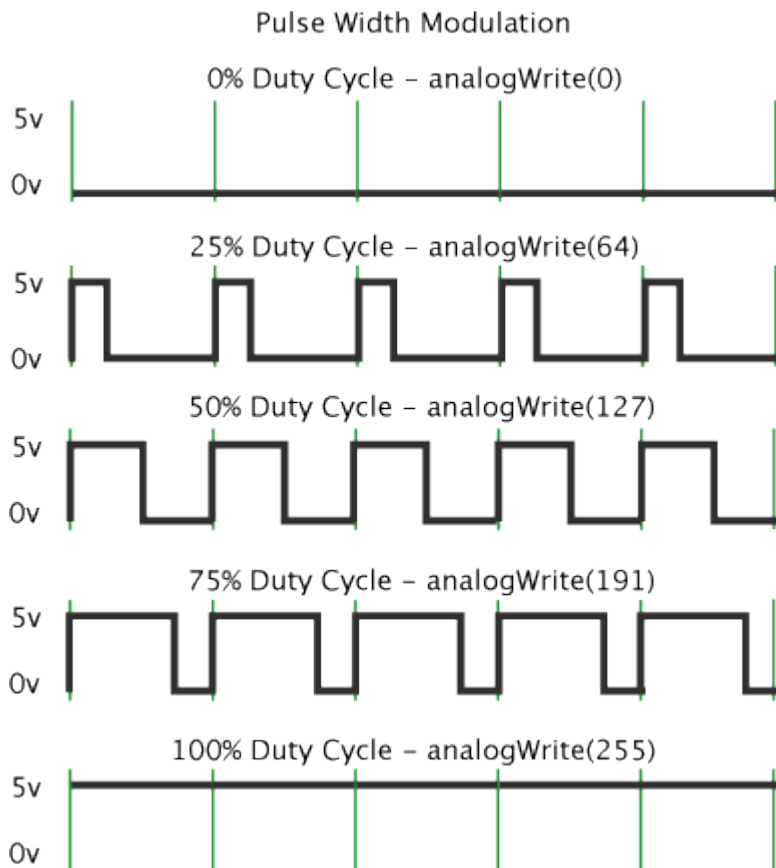 Pulse Width Modulation
0% Duty Cycle – analogWrite(0)
5v
0v
25% Duty Cycle – analogWrite(64)
5v
0v
50% Duty Cycle – analogWrite(127)
5v
0v
75% Duty Cycle – analogWrite(191)
5v
0v
100% Duty Cycle – analogWrite(255)
5v
0v